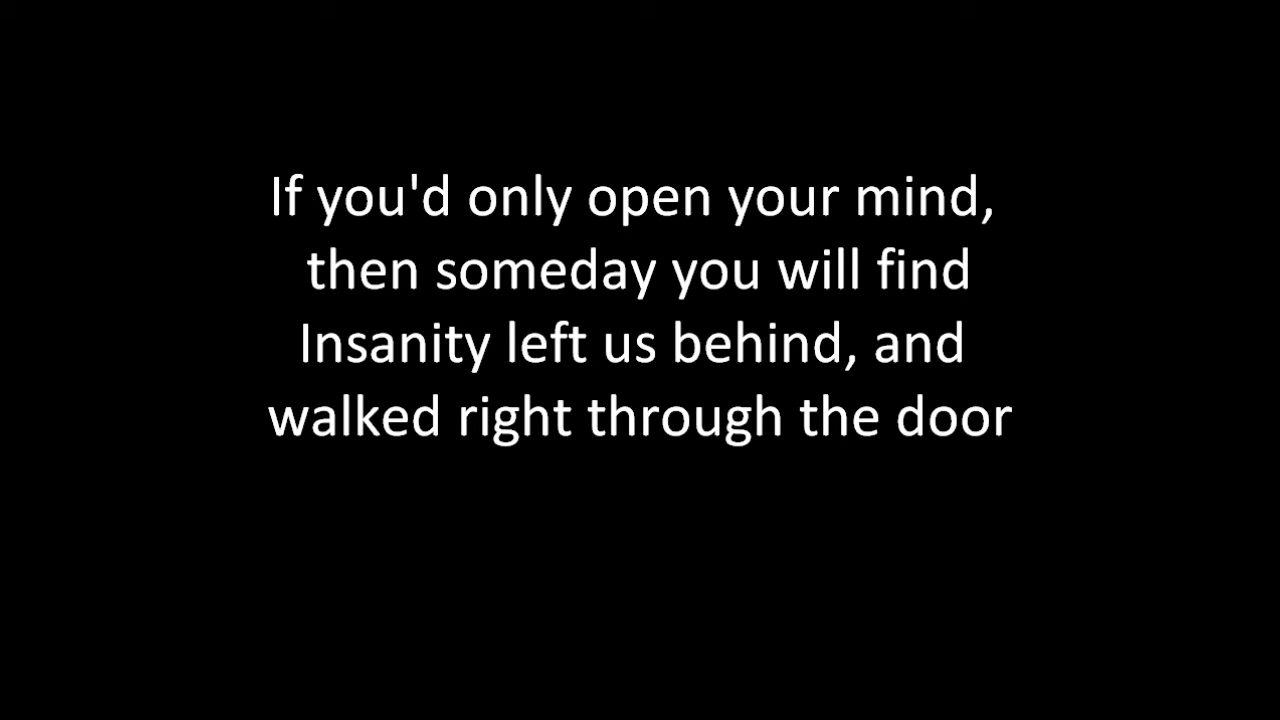 If you'd only open your mind,
then someday you will find
Insanity left us behind, and
walked right through the door